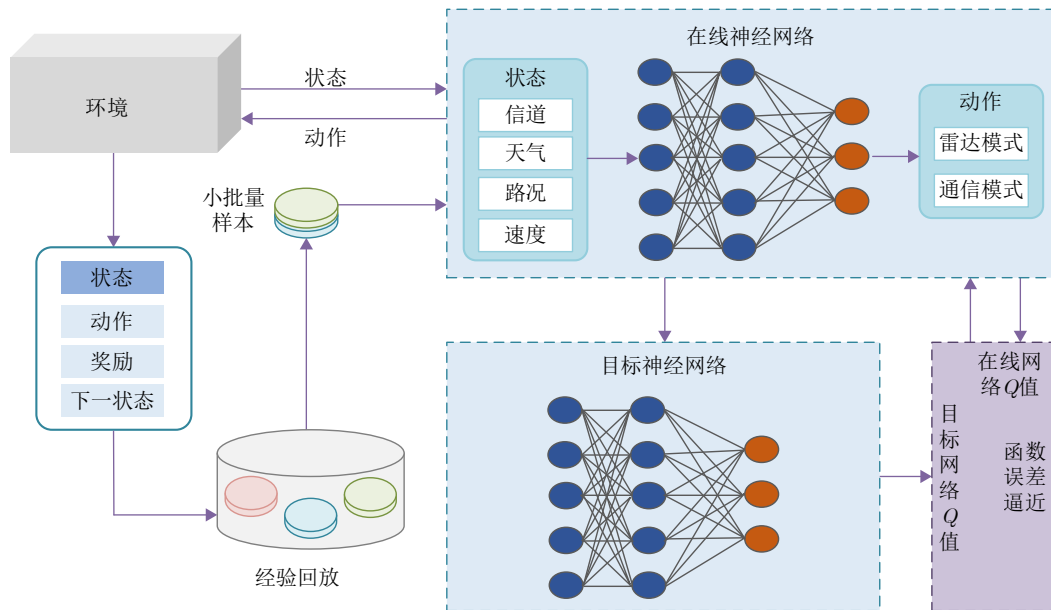 环境
状态
动作
在线神经网络
状态
信道
天气
路况
速度
动作
雷达模式
通信模式
小批量
样本
状态
动作
奖励
下一状态
经验回放
目标神经网络
在线网
络Q值
目
标
网
络
Q
值
函数
误差
逼近